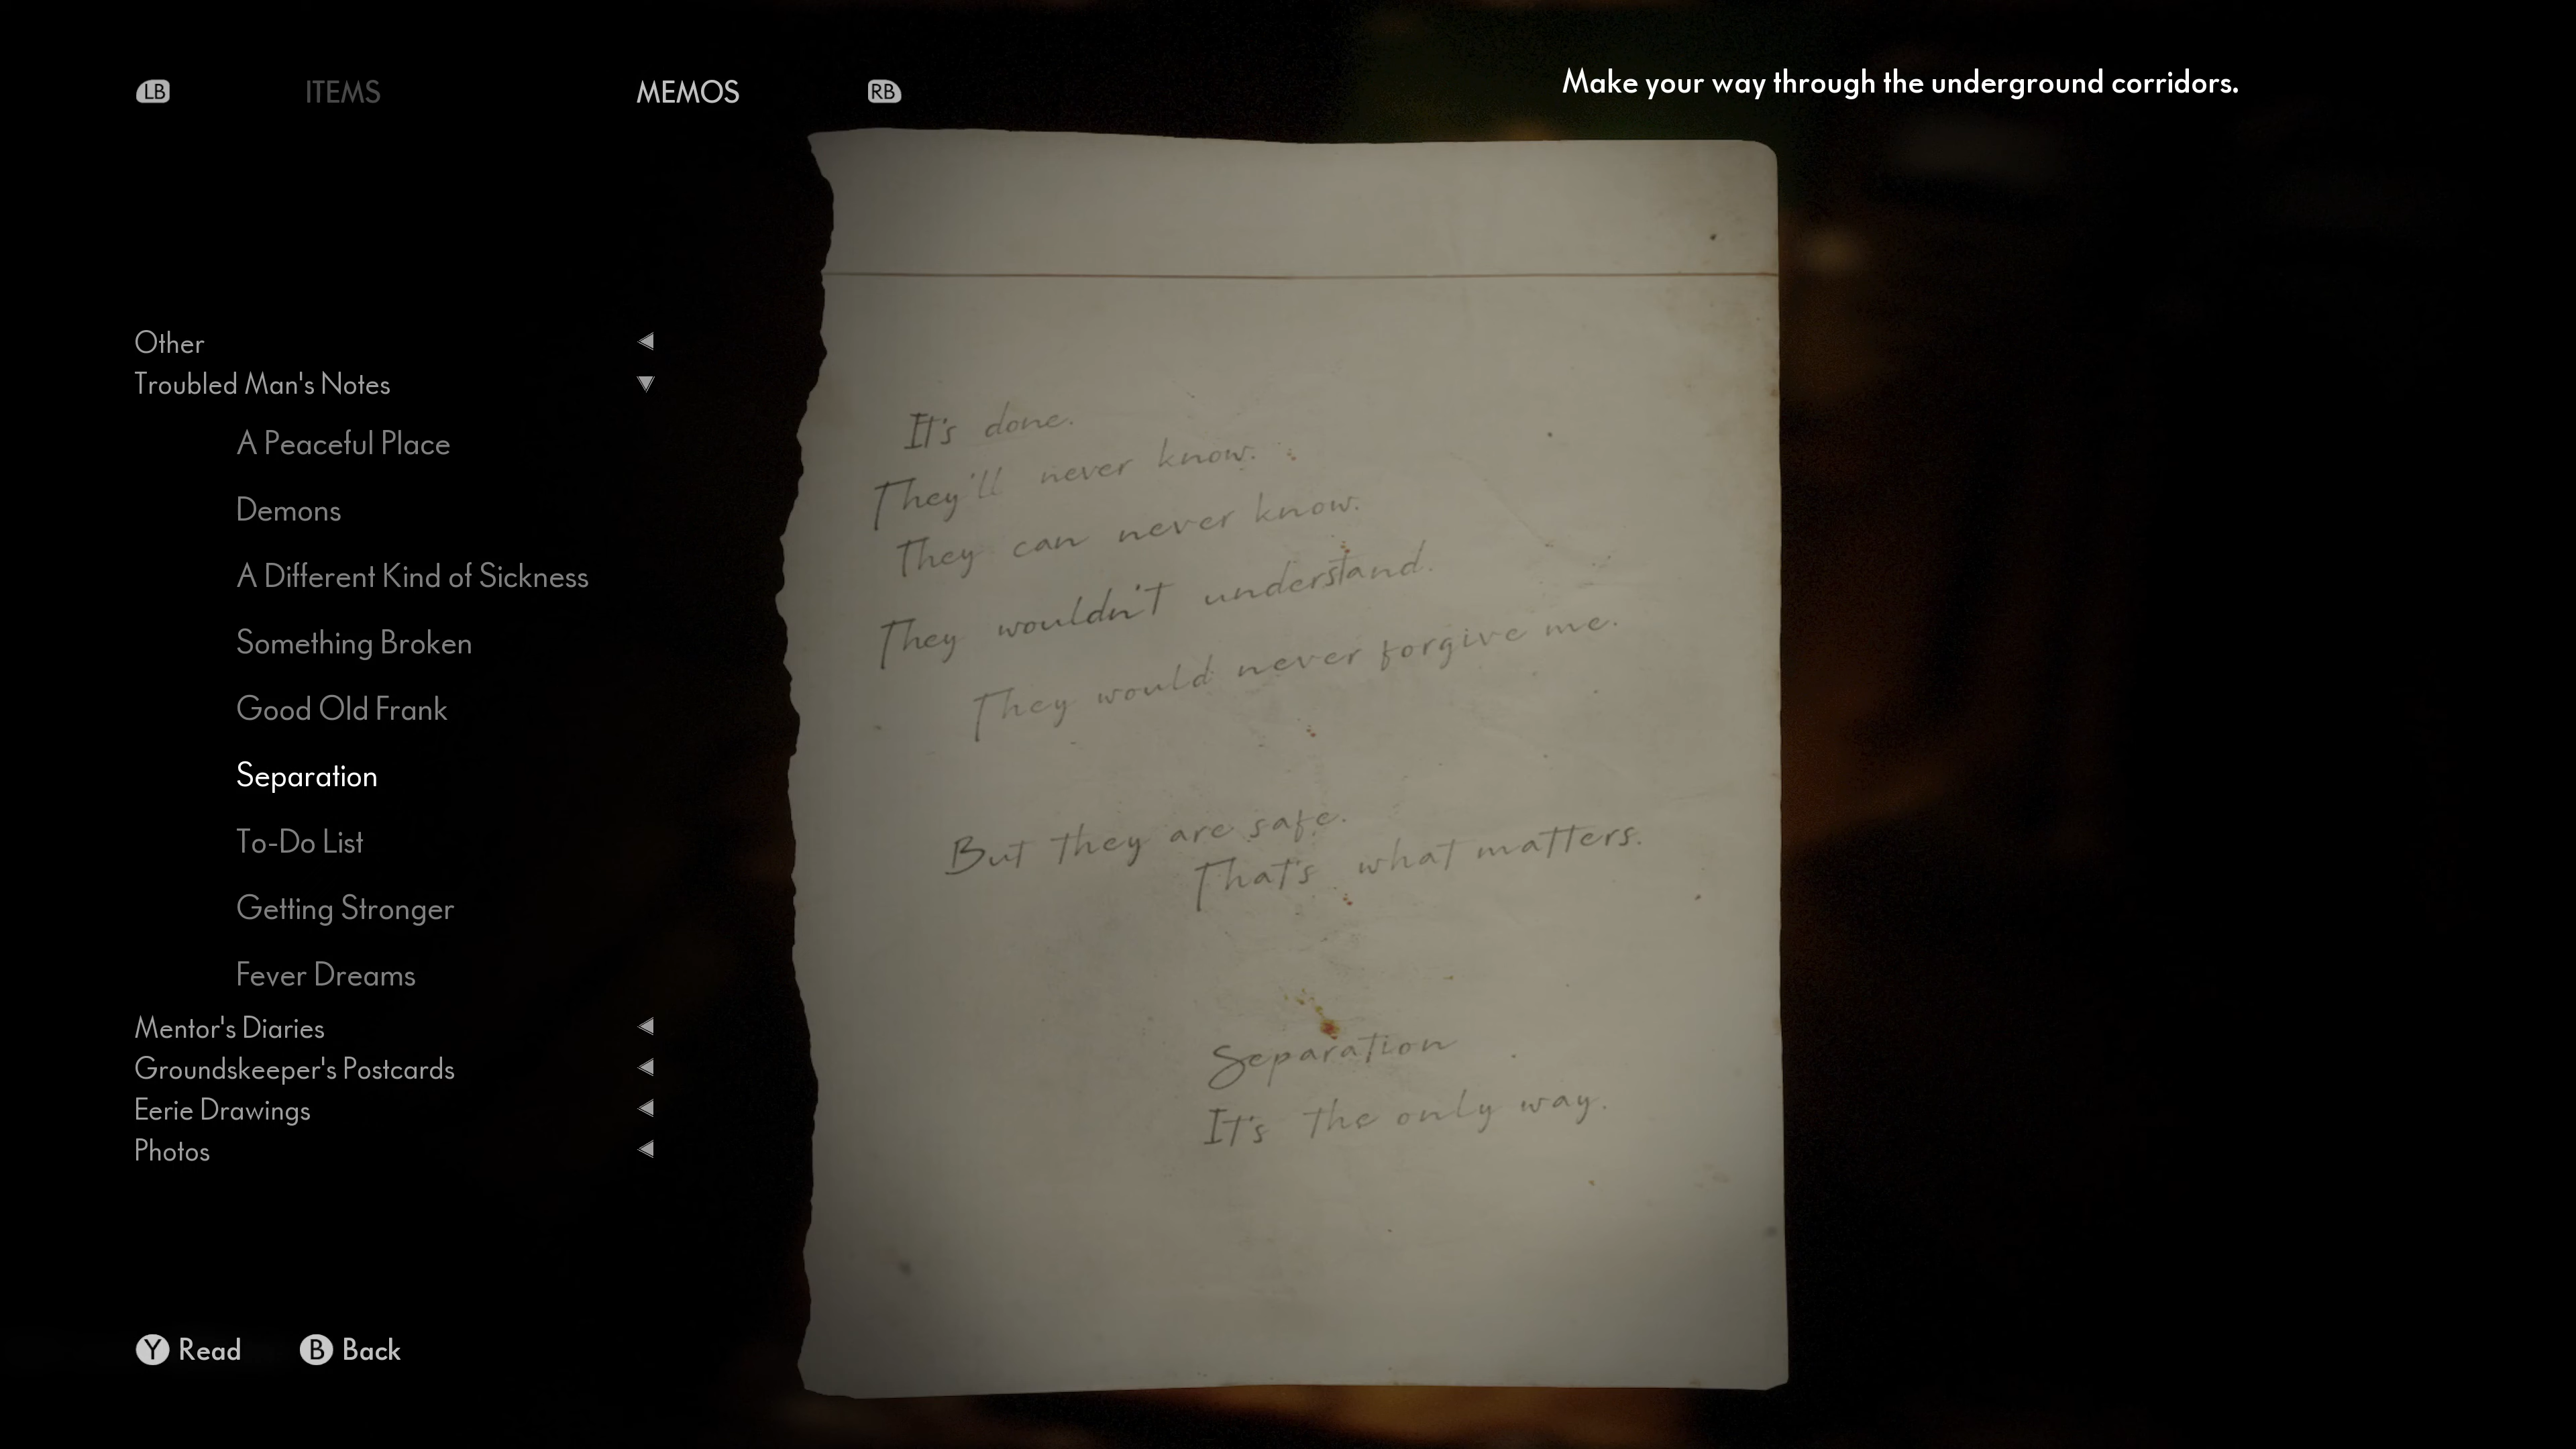 LB ITEMS MEMOS RB
Make your way through the underground corridors.
Other
Troubled Man's Notes
A Peaceful Place
Demons
A Different Kind of Sickness
Something Broken
Good Old Frank
Separation
To-Do List
Getting Stronger
Fever Dreams
Mentor's Diaries
Groundskeeper's Postcards
Eerie Drawings
Photos
Y Read B Back
It's done.
They'll never know.
They can never know.
They wouldn't understand.
They would never forgive me.
But they are safe.
That's what matters.
Separation
It's the only way.